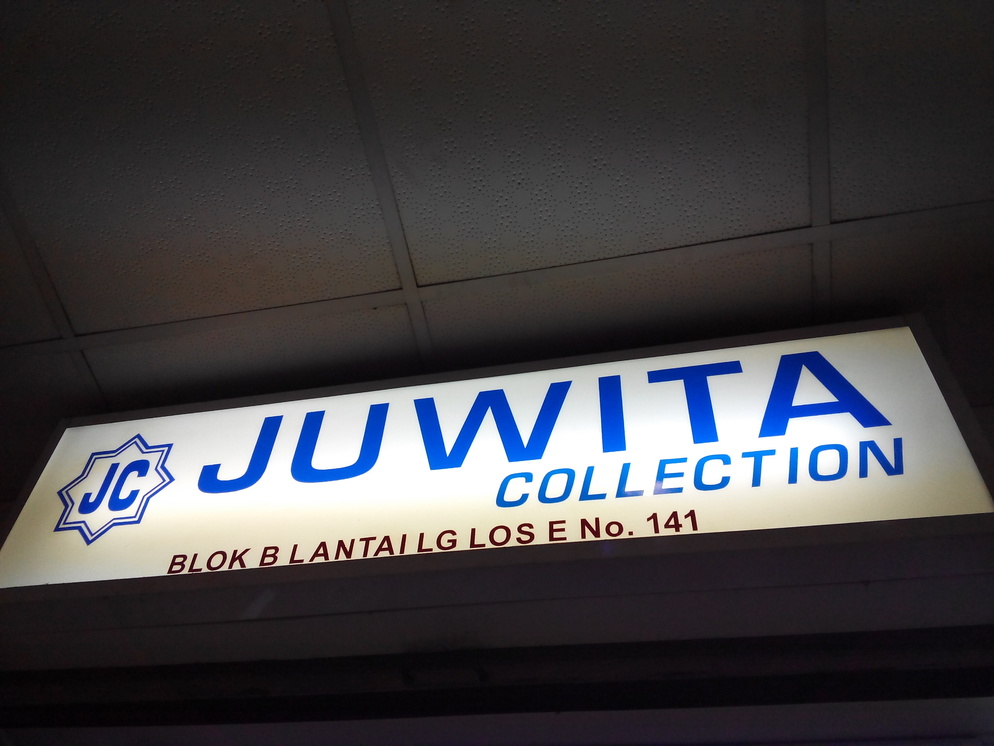 JC
JUWITA
COLLECTION
BLOK B LANTAI LG LOS E No. 141